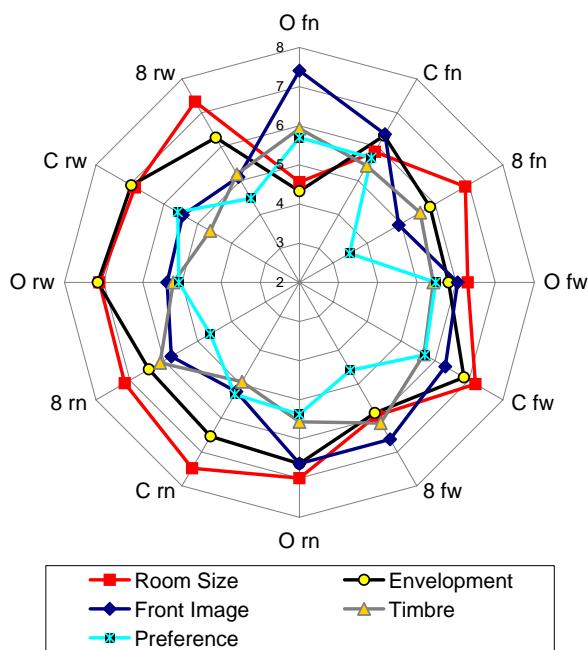 O fn
8
8 rw
C fn
7
6
C rw
8 fn
5
4
3
O rw
2
O fw
8 rn
C fw
C rn
8 fw
O rn
Room Size Envelopment
Front Image Timbre
Preference